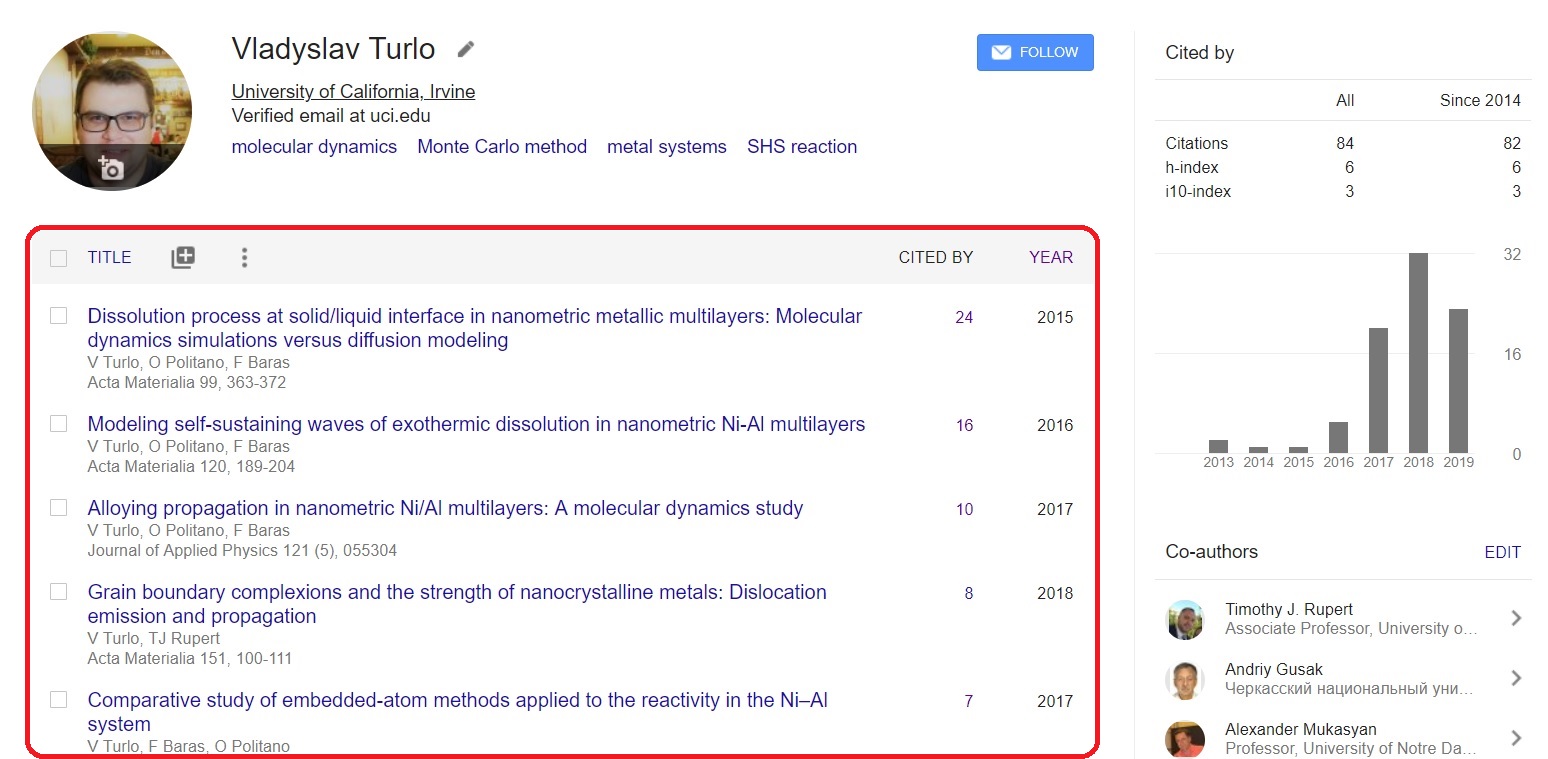 Vladyslav Turlo
FOLLOW
University of California, Irvine
Verified email at uci.edu
molecular dynamics Monte Carlo method metal systems SHS reaction
TITLE CITED BY YEAR
Dissolution process at solid/liquid interface in nanometric metallic multilayers: Molecular 24 2015
dynamics simulations versus diffusion modeling
V Turlo, O Politano, F Baras
Acta Materialia 99, 363-372
Modeling self-sustaining waves of exothermic dissolution in nanometric Ni-Al multilayers 16 2016
V Turlo, O Politano, F Baras
Acta Materialia 120, 189-204
Alloying propagation in nanometric Ni/Al multilayers: A molecular dynamics study 10 2017
V Turlo, O Politano, F Baras
Journal of Applied Physics 121 (5), 055304
Grain boundary complexions and the strength of nanocrystalline metals: Dislocation 8 2018
emission and propagation
V Turlo, TJ Rupert
Acta Materialia 151, 100-111
Comparative study of embedded-atom methods applied to the reactivity in the Ni–Al 7 2017
system
V Turlo, F Baras, O Politano
Cited by
All Since 2014
Citations 84 82
h-index 6 6
i10-index 3 3
32
16
0
2013 2014 2015 2016 2017 2018 2019
Co-authors EDIT
Timothy J. Rupert
Associate Professor, University o...
Andriy Gusak
Черкасский национальный уни...
Alexander Mukasyan
Professor, University of Notre Da...